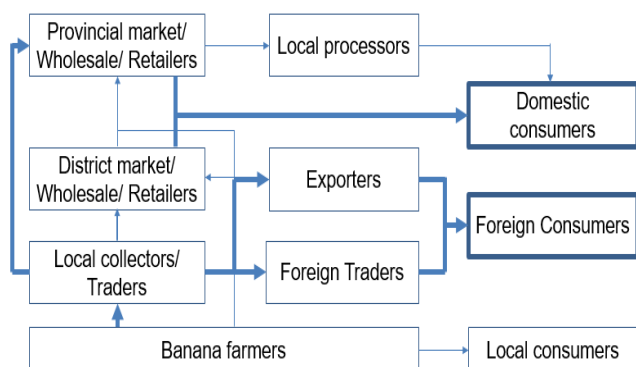 Provincial market/
Wholesale/ Retailers
Local processors
Domestic
consumers
District market/
Wholesale/ Retailers
Exporters
Foreign Consumers
Local collectors/
Traders
Foreign Traders
Banana farmers
Local consumers